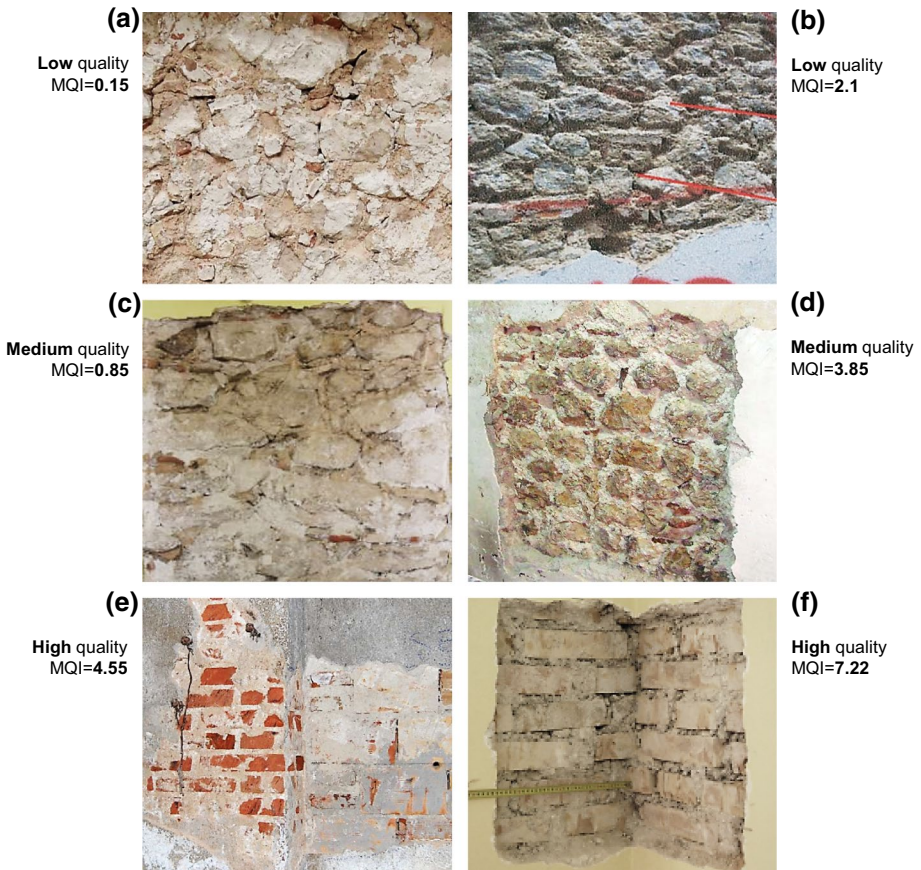 (a)
Low quality
MQI=0.15
(b)
Low quality
MQI=2.1
(c)
Medium quality
MQI=0.85
(d)
Medium quality
MQI=3.85
(e)
High quality
MQI=4.55
(f)
High quality
MQI=7.22